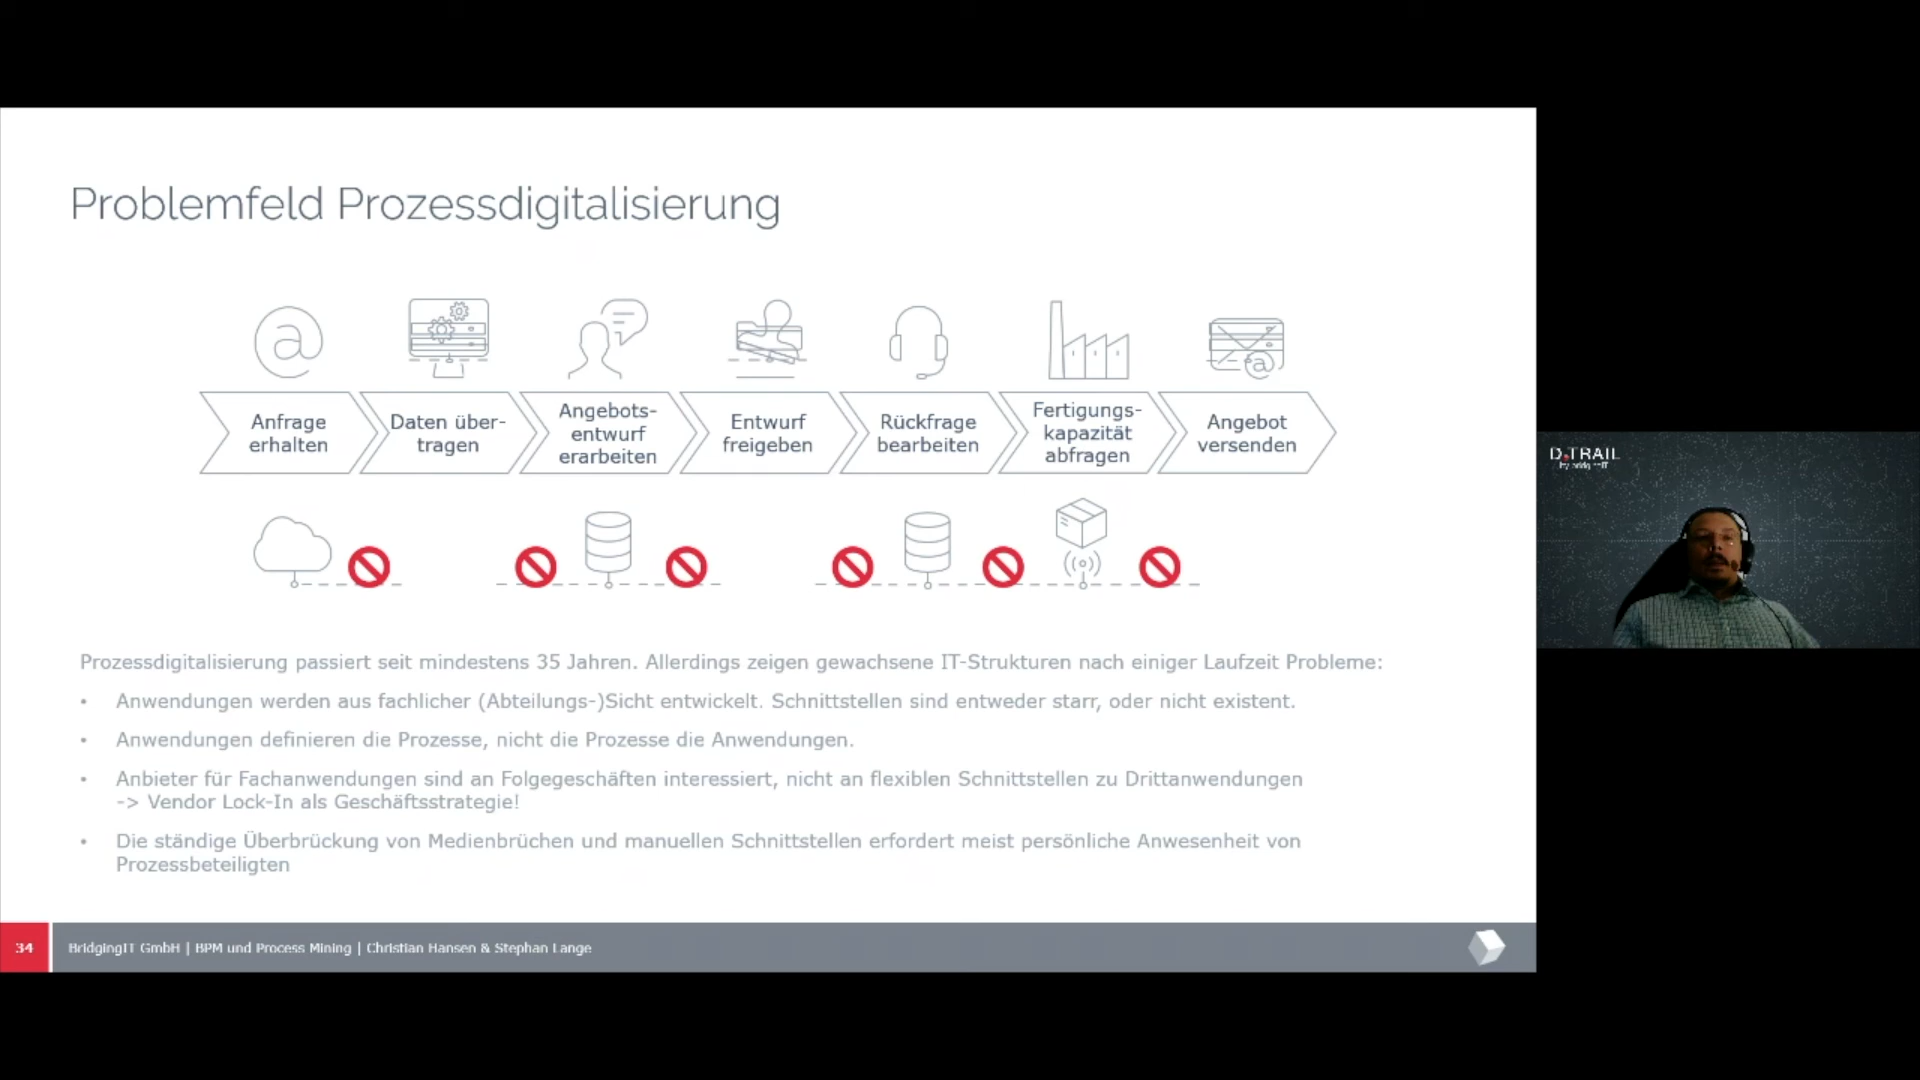 Problemfeld Prozessdigitalisierung
Anfrage
erhalten
Daten über-
tragen
Angebots-
entwurf
erarbeiten
Entwurf
freigeben
Rückfrage
bearbeiten
Fertigungs-
kapazität
abfragen
Angebot
versenden
Prozessdigitalisierung passiert seit mindestens 35 Jahren. Allerdings zeigen gewachsene IT-Strukturen nach einiger Laufzeit Probleme:
• Anwendungen werden aus fachlicher (Abteilungs-)Sicht entwickelt. Schnittstellen sind entweder starr, oder nicht existent.
• Anwendungen definieren die Prozesse, nicht die Prozesse die Anwendungen.
• Anbieter für Fachanwendungen sind an Folgegeschäften interessiert, nicht an flexiblen Schnittstellen zu Drittanwendungen
-> Vendor Lock-In als Geschäftsstrategie!
• Die ständige Überbrückung von Medienbrüchen und manuellen Schnittstellen erfordert meist persönliche Anwesenheit von
Prozessbeteiligten
34
BridgingIT GmbH | BPM und Process Mining | Christian Hansen & Stephan Lange
D.TRAIL
by bridgingIT